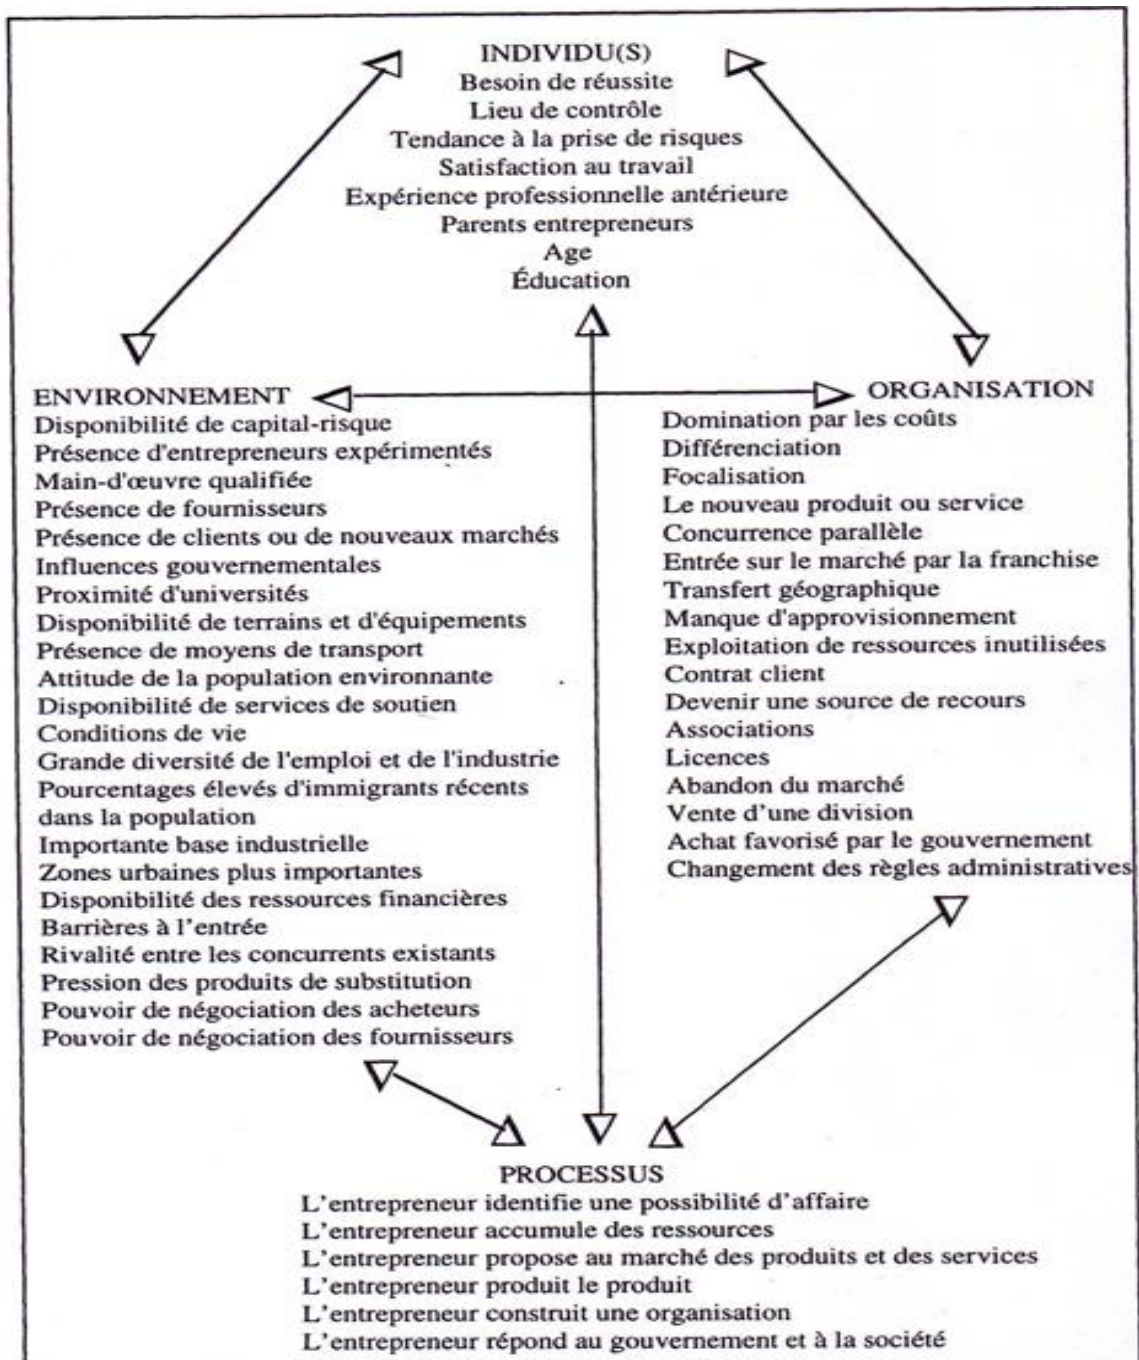 INDIVIDU(S)
Besoin de réussite
Lieu de contrôle
Tendance à la prise de risques
Satisfaction au travail
Expérience professionnelle antérieure
Parents entrepreneurs
Age
Éducation
ENVIRONNEMENT
Disponibilité de capital-risque
Présence d'entrepreneurs expérimentés
Main-d'œuvre qualifiée
Présence de fournisseurs
Présence de clients ou de nouveaux marchés
Influences gouvernementales
Proximité d'universités
Disponibilité de terrains et d'équipements
Présence de moyens de transport
Attitude de la population environnante
Disponibilité de services de soutien
Conditions de vie
Grande diversité de l'emploi et de l'industrie
Pourcentages élevés d'immigrants récents
dans la population
Importante base industrielle
Zones urbaines plus importantes
Disponibilité des ressources financières
Barrières à l'entrée
Rivalité entre les concurrents existants
Pression des produits de substitution
Pouvoir de négociation des acheteurs
Pouvoir de négociation des fournisseurs
ORGANISATION
Domination par les coûts
Différenciation
Focalisation
Le nouveau produit ou service
Concurrence parallèle
Entrée sur le marché par la franchise
Transfert géographique
Manque d'approvisionnement
Exploitation de ressources inutilisées
Contrat client
Devenir une source de recours
Associations
Licences
Abandon du marché
Vente d'une division
Achat favorisé par le gouvernement
Changement des règles administratives
PROCESSUS
L'entrepreneur identifie une possibilité d'affaire
L'entrepreneur accumule des ressources
L'entrepreneur propose au marché des produits et des services
L'entrepreneur produit le produit
L'entrepreneur construit une organisation
L'entrepreneur répond au gouvernement et à la société